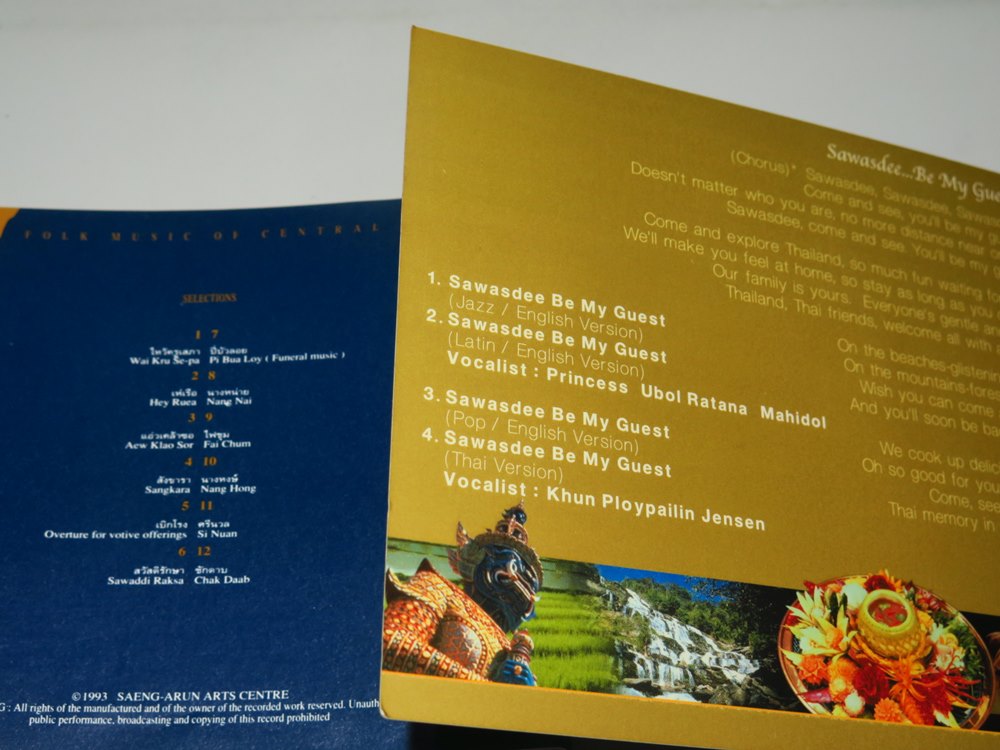 FOLK MUSIC OF CENTRAL
SELECTIONS
1 7
ไหว้ครูเสภา ปี่บัวลอย
Wai Kru Se-pa Pi Bua Loy ( Funeral music )
2 8
เห่เรือ นางหน่าย
Hey Ruea Nang Nai
3 9
แอ่วเคล้าซอ ไฟชุม
Aew Klao Sor Fai Chum
4 10
สังขารา นางหงษ์
Sangkara Nang Hong
5 11
เบิกโรง ศรีนวล
Overture for votive offerings Si Nuan
6 12
สวัสดิรักษา ชักดาบ
Sawaddi Raksa Chak Daab
©1993 SAENG-ARUN ARTS CENTRE
G : All rights of the manufactured and of the owner of the recorded work reserved. Unauth
public performance, broadcasting and copying of this record prohibited
Sawasdee...Be My Gue
(Chorus)* Sawasdee, Sawasdee, Sawas
Come and see, you'll be my g
Doesn't matter who you are, no more distance near or
Sawasdee, come and see. You'll be my
Come and explore Thailand, so much fun waiting fo
We'll make you feel at home, so stay as long as you
Our family is yours. Everyone's gentle an
Thailand, Thai friends, welcome all with
On the beaches-glistenin
On the mountains-fores
Wish you can come
And you'll soon be ba
We cook up delic
Oh so good for you
Come, see
Thai memory in
1. Sawasdee Be My Guest
(Jazz / English Version)
2. Sawasdee Be My Guest
(Latin / English Version)
Vocalist : Princess Ubol Ratana Mahidol
3. Sawasdee Be My Guest
(Pop / English Version)
4. Sawasdee Be My Guest
(Thai Version)
Vocalist : Khun Ploypailin Jensen